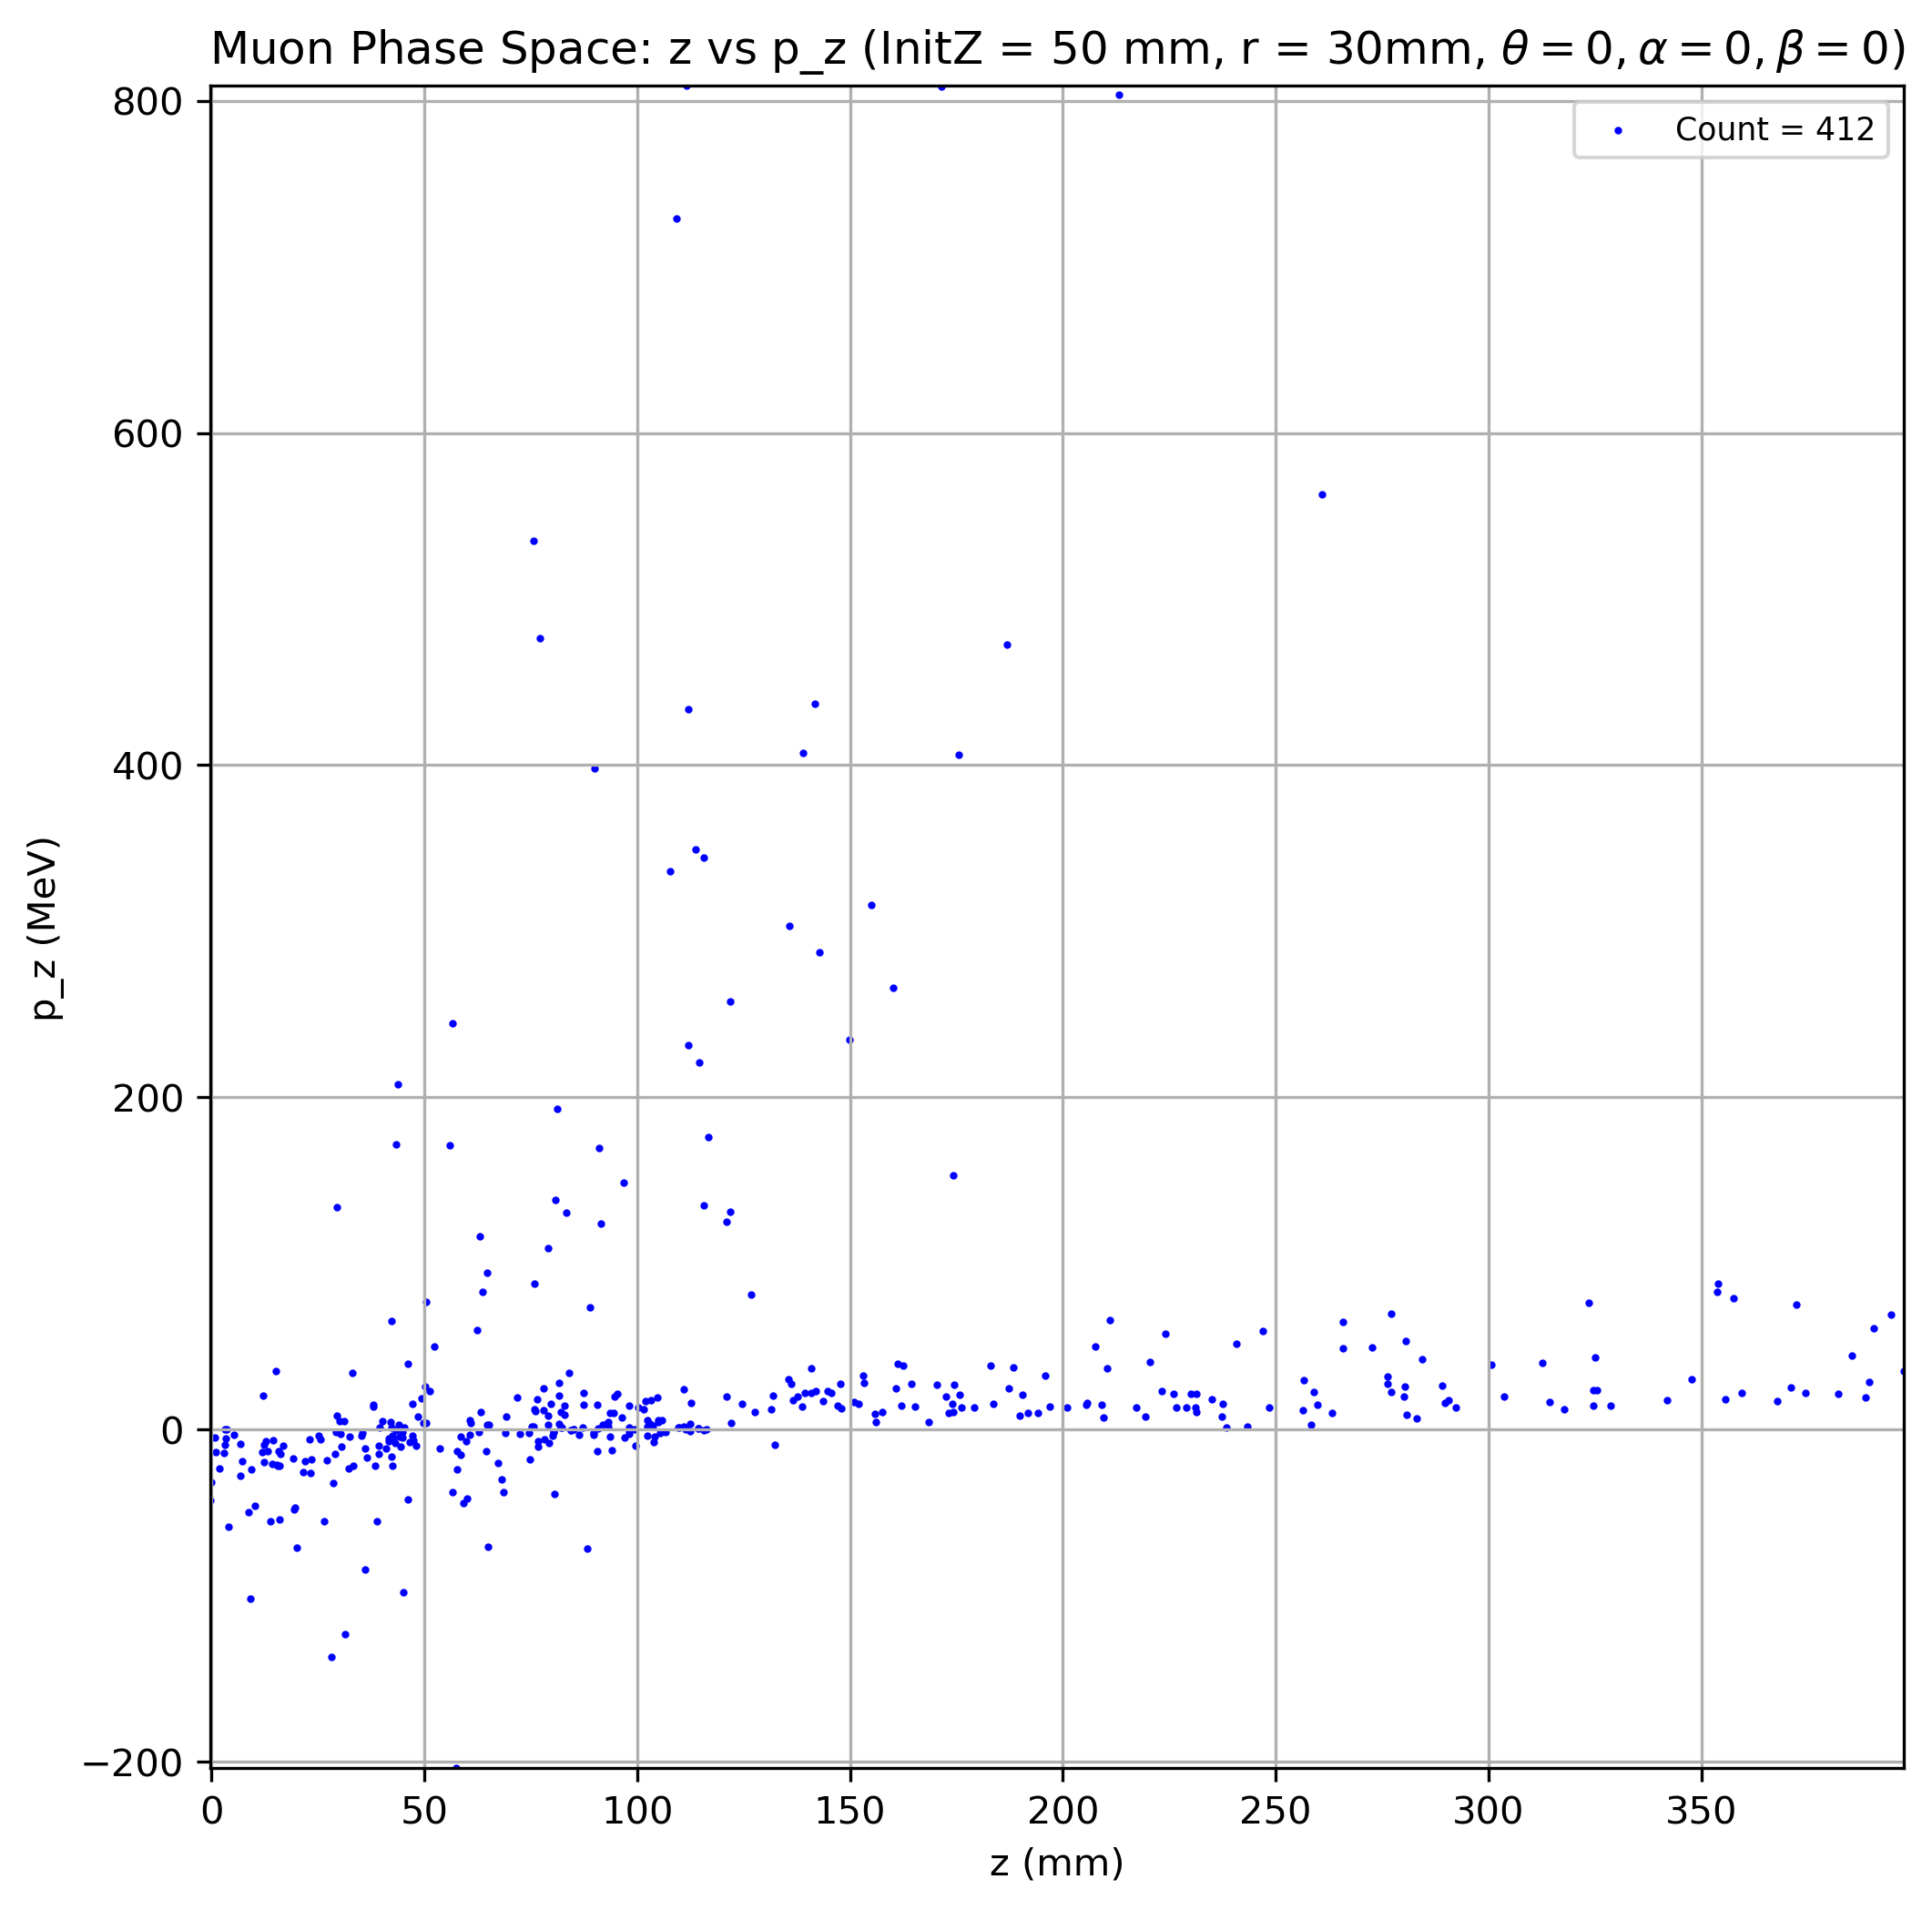 Muon Phase Space: z vs p_z (InitZ = 50 mm, r = 30mm, θ = 0, α = 0, β = 0)
Count = 412
800
600
400
200
0
−200
p_z (MeV)
0 50 100 150 200 250 300 350
z (mm)